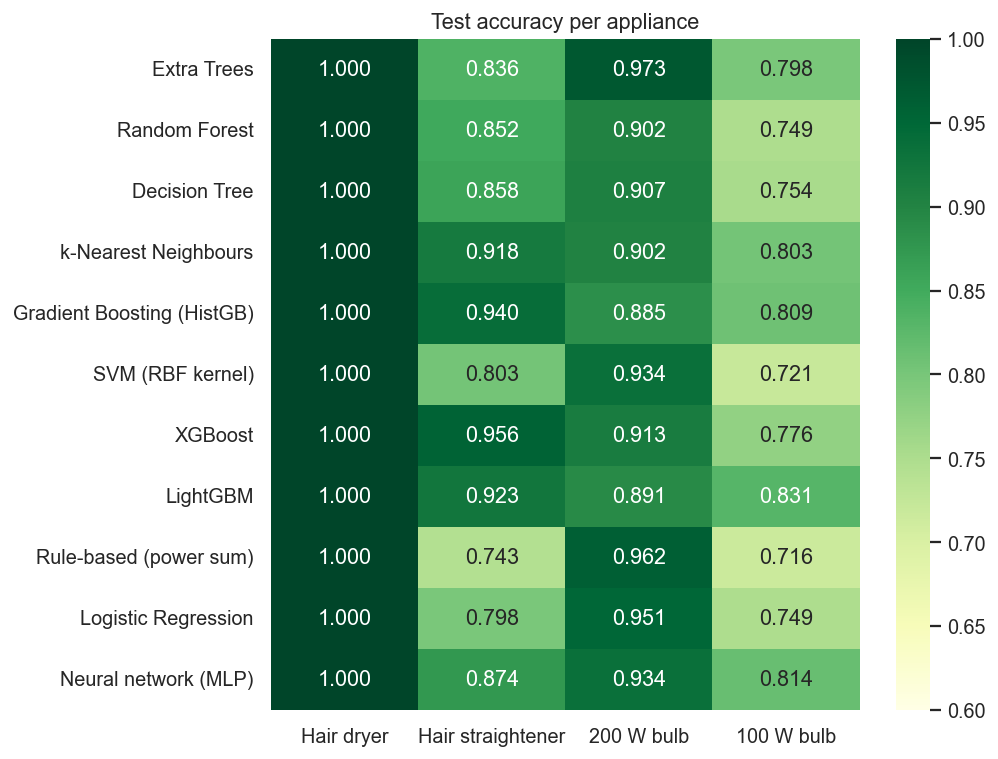 Test accuracy per appliance
Extra Trees 1.000 0.836 0.973 0.798
Random Forest 1.000 0.852 0.902 0.749
Decision Tree 1.000 0.858 0.907 0.754
k-Nearest Neighbours 1.000 0.918 0.902 0.803
Gradient Boosting (HistGB) 1.000 0.940 0.885 0.809
SVM (RBF kernel) 1.000 0.803 0.934 0.721
XGBoost 1.000 0.956 0.913 0.776
LightGBM 1.000 0.923 0.891 0.831
Rule-based (power sum) 1.000 0.743 0.962 0.716
Logistic Regression 1.000 0.798 0.951 0.749
Neural network (MLP) 1.000 0.874 0.934 0.814
Hair dryer Hair straightener 200 W bulb 100 W bulb
1.00
0.95
0.90
0.85
0.80
0.75
0.70
0.65
0.60